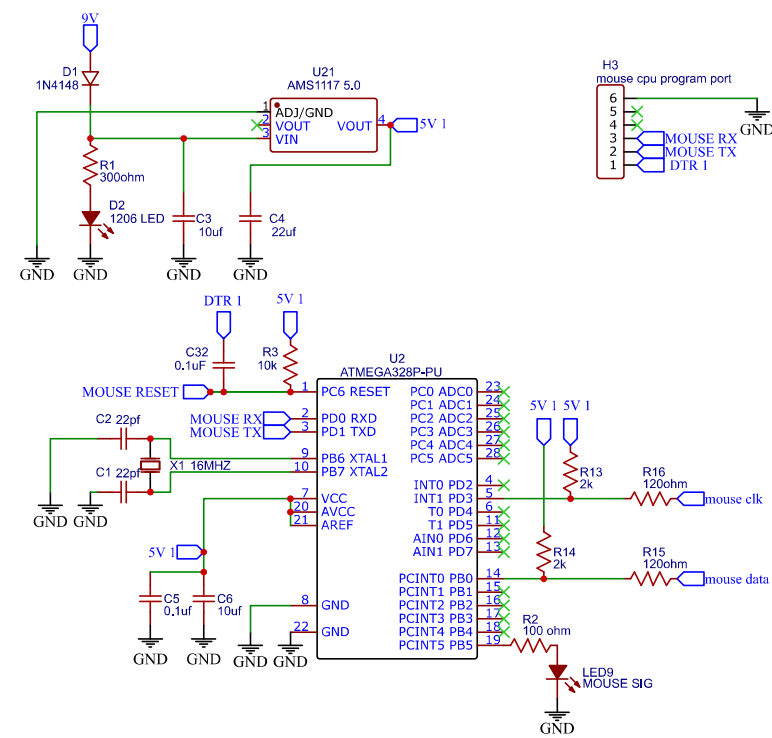 9V
D1
1N4148
R1
300ohm
D2
1206 LED
GND
GND
C3
10uf
GND
C4
22uf
GND
U21
AMS1117 5.0
1
2
3
ADJ/GND
VOUT
VIN
VOUT
4
5V 1
H3
mouse cpu program port
6
5
4
3
2
1
GND
MOUSE RX
MOUSE TX
DTR 1
DTR 1
5V 1
C32
0.1uF
R3
10k
MOUSE RESET
MOUSE RX
MOUSE TX
C2 22pf
C1 22pf
X1 16MHZ
GND
GND
5V 1
C5
0.1uf
C6
10uf
GND
GND
GND
GND
U2
ATMEGA328P-PU
1 PC6 RESET
2 PD0 RXD
3 PD1 TXD
9 PB6 XTAL1
10 PB7 XTAL2
7 VCC
20 AVCC
21 AREF
8 GND
22 GND
PC0 ADC0 23
PC1 ADC1 24
PC2 ADC2 25
PC3 ADC3 26
PC4 ADC4 27
PC5 ADC5 28
INT0 PD2 4
INT1 PD3 5
T0 PD4 6
T1 PD5 11
AIN0 PD6 12
AIN1 PD7 13
PCINT0 PB0 14
PCINT1 PB1 15
PCINT2 PB2 16
PCINT3 PB3 17
PCINT4 PB4 18
PCINT5 PB5 19
5V 1
5V 1
R13
2k
R16
120ohm
mouse clk
R14
2k
R15
120ohm
mouse data
R2
100 ohm
LED9
MOUSE SIG
GND